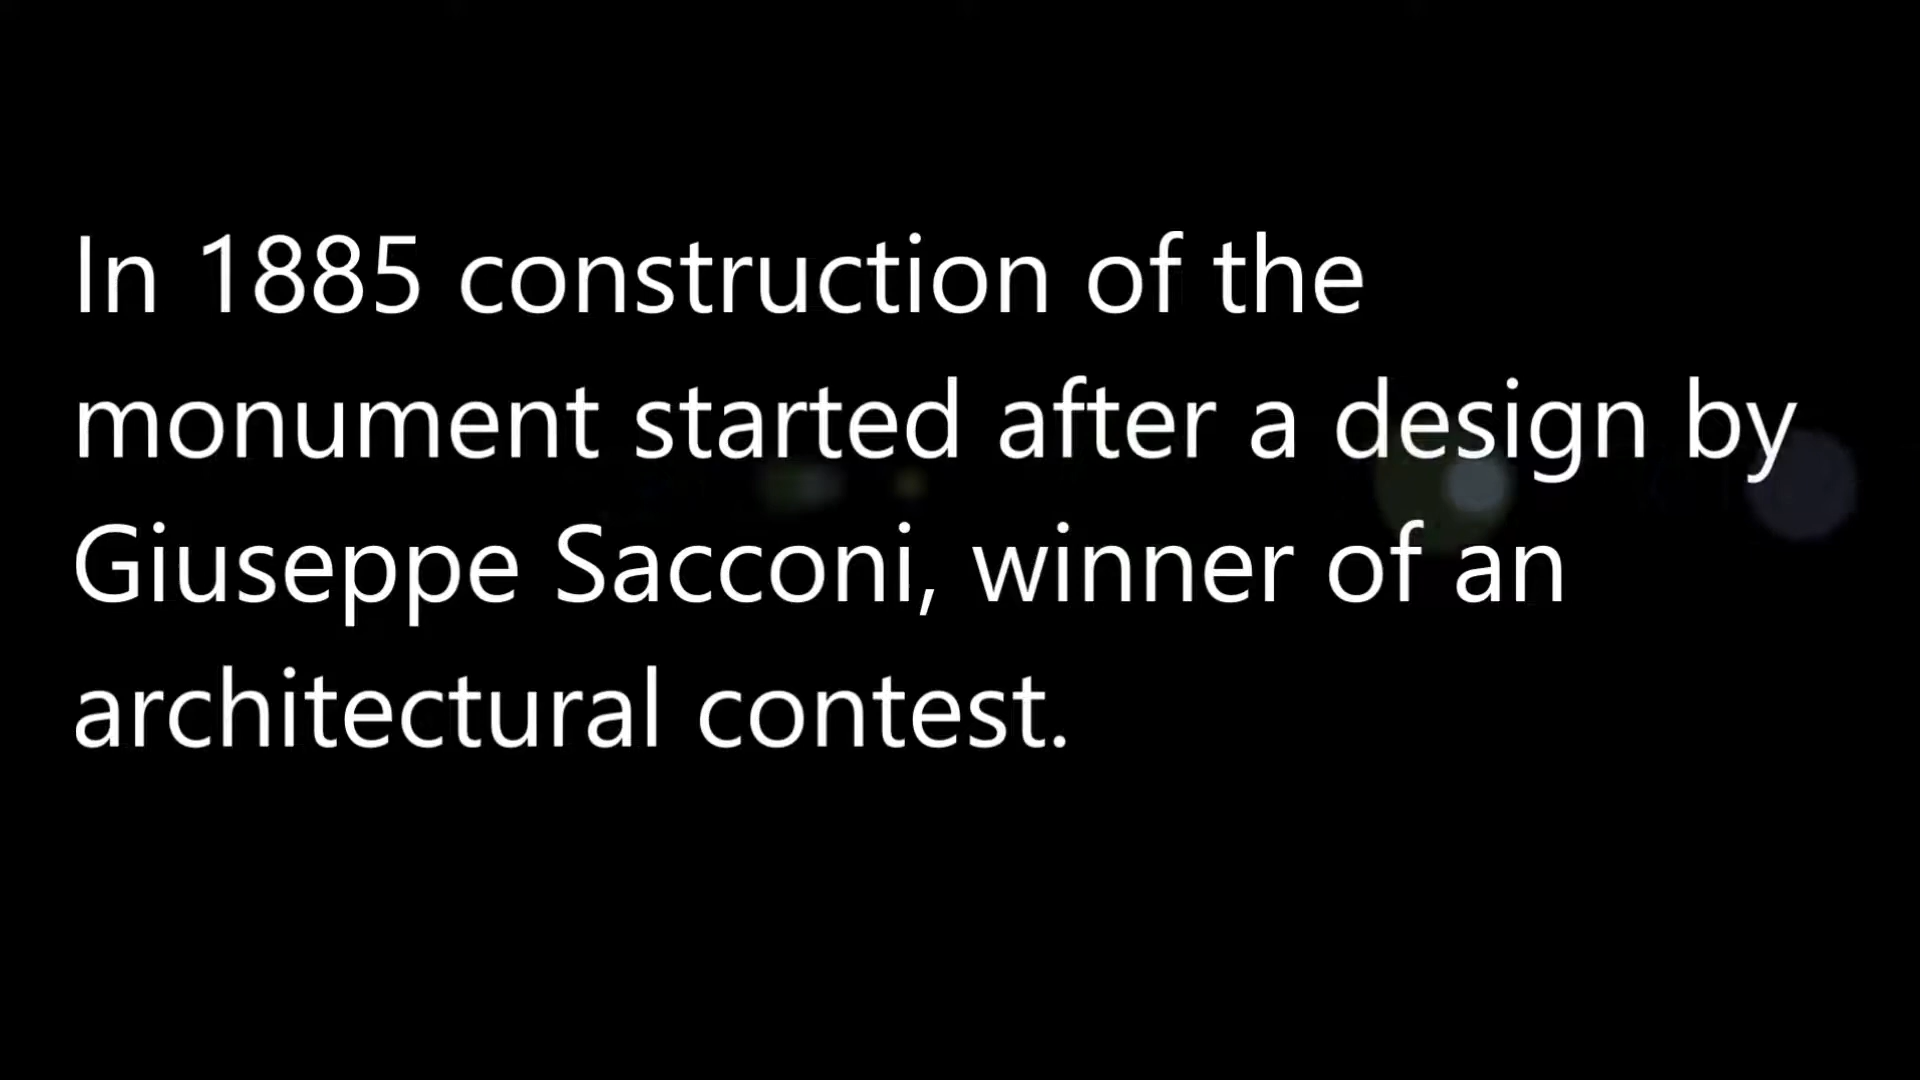 In 1885 construction of the
monument started after a design by
Giuseppe Sacconi, winner of an
architectural contest.